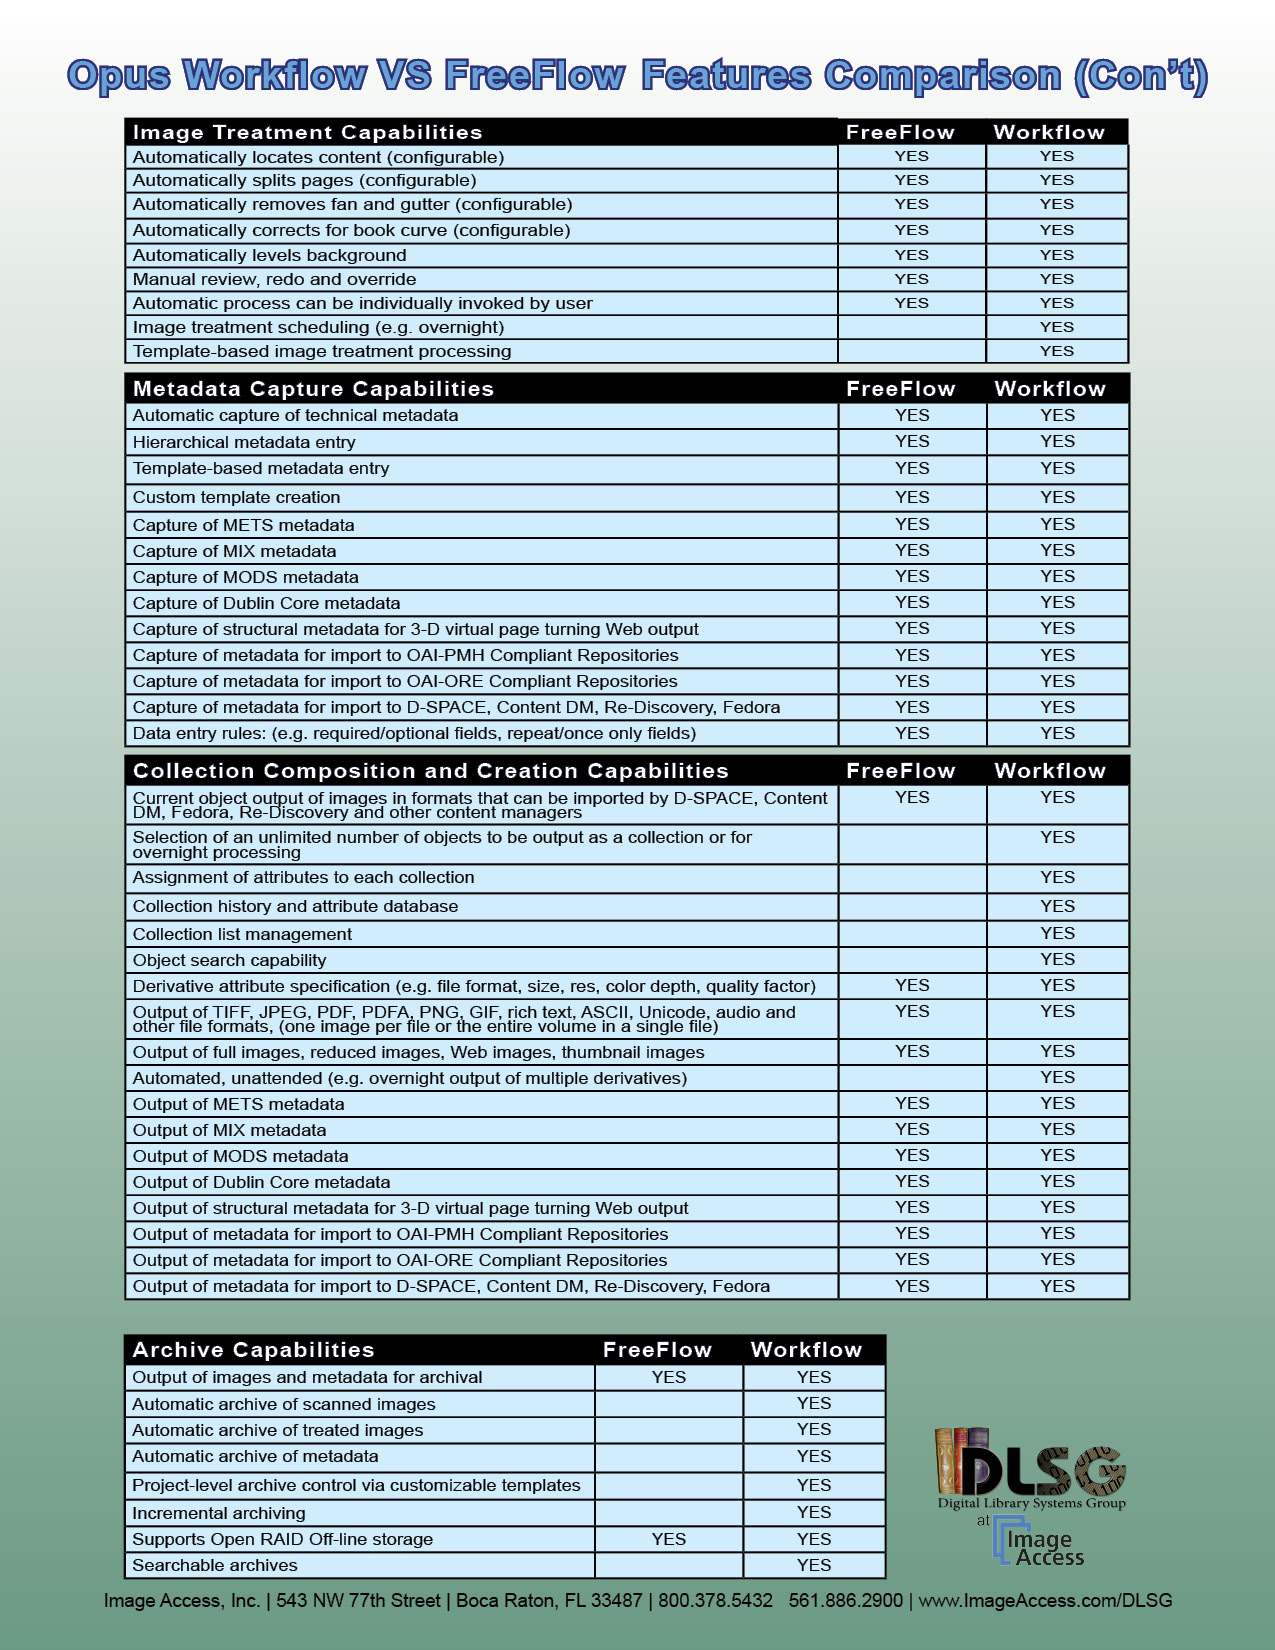 Opus Workflow VS FreeFlow Features Comparison (Con’t)
Image Treatment Capabilities FreeFlow Workflow
Automatically locates content (configurable) YES YES
Automatically splits pages (configurable) YES YES
Automatically removes fan and gutter (configurable) YES YES
Automatically corrects for book curve (configurable) YES YES
Automatically levels background YES YES
Manual review, redo and override YES YES
Automatic process can be individually invoked by user YES YES
Image treatment scheduling (e.g. overnight) YES
Template-based image treatment processing YES
Metadata Capture Capabilities FreeFlow Workflow
Automatic capture of technical metadata YES YES
Hierarchical metadata entry YES YES
Template-based metadata entry YES YES
Custom template creation YES YES
Capture of METS metadata YES YES
Capture of MIX metadata YES YES
Capture of MODS metadata YES YES
Capture of Dublin Core metadata YES YES
Capture of structural metadata for 3-D virtual page turning Web output YES YES
Capture of metadata for import to OAI-PMH Compliant Repositories YES YES
Capture of metadata for import to OAI-ORE Compliant Repositories YES YES
Capture of metadata for import to D-SPACE, Content DM, Re-Discovery, Fedora YES YES
Data entry rules: (e.g. required/optional fields, repeat/once only fields) YES YES
Collection Composition and Creation Capabilities FreeFlow Workflow
Current object output of images in formats that can be imported by D-SPACE, Content YES YES
DM, Fedora, Re-Discovery and other content managers
Selection of an unlimited number of objects to be output as a collection or for YES
overnight processing
Assignment of attributes to each collection YES
Collection history and attribute database YES
Collection list management YES
Object search capability YES
Derivative attribute specification (e.g. file format, size, res, color depth, quality factor) YES YES
Output of TIFF, JPEG, PDF, PDFA, PNG, GIF, rich text, ASCII, Unicode, audio and YES YES
other file formats, (one image per file or the entire volume in a single file)
Output of full images, reduced images, Web images, thumbnail images YES YES
Automated, unattended (e.g. overnight output of multiple derivatives) YES
Output of METS metadata YES YES
Output of MIX metadata YES YES
Output of MODS metadata YES YES
Output of Dublin Core metadata YES YES
Output of structural metadata for 3-D virtual page turning Web output YES YES
Output of metadata for import to OAI-PMH Compliant Repositories YES YES
Output of metadata for import to OAI-ORE Compliant Repositories YES YES
Output of metadata for import to D-SPACE, Content DM, Re-Discovery, Fedora YES YES
Archive Capabilities FreeFlow Workflow
Output of images and metadata for archival YES YES
Automatic archive of scanned images YES
Automatic archive of treated images YES
Automatic archive of metadata YES
Project-level archive control via customizable templates YES
Incremental archiving YES
Supports Open RAID Off-line storage YES YES
Searchable archives YES
DLSG
Digital Library Systems Group
at
Image
Access
Image Access, Inc. | 543 NW 77th Street | Boca Raton, FL 33487 | 800.378.5432 561.886.2900 | www.ImageAccess.com/DLSG